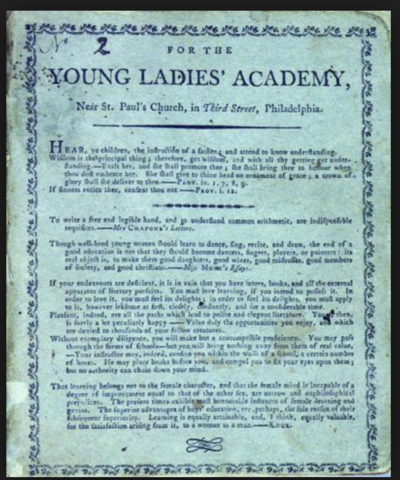 No 2
FOR THE
YOUNG LADIES' ACADEMY,
Near St. Paul's Church, in Third Street, Philadelphia.
HEAR, ye children, the instruction of a father; and attend to know understanding.
Wisdom is the principal thing; therefore, get wisdom, and with all thy getting get under-
standing.—Exalt her, and she shall promote thee; she shall bring thee to honour when
thou dost embrace her. She shall give to thine head an ornament of grace; a crown of
glory shall she deliver to thee.—PROV. iv. 1, 7, 8, 9.
If sinners entice thee, consent thou not.—PROV. i. 10.
To write a free and legible hand, and to understand common arithmetic, are indispensible
requisites.—Mrs CHAPONE's Letters.
Though well-bred young women should learn to dance, sing, recite, and draw, the end of a
good education is not that they should become dancers, singers, players, or painters: its
real object is, to make them good daughters, good wives, good mistresses, good members
of society, and good christians.—Miss MORE's Essays.
If your endeavors are deficient, it is in vain that you have tutors, books, and all the external
apparatus of literary pursuits. You must love learning, if you intend to possess it. In
order to love it, you must feel its delights; in order to feel its delights, you must apply
to it, however irksome at first, closely, constantly, and for a considerable time.
Pleasant, indeed, are all the paths which lead to polite and elegant literature. Yours then,
is surely a lot peculiarly happy.—Value duly the opportunities you enjoy, and which
are denied to thousands of your fellow creatures.
Without exemplary diligence, you will make but a contemptible proficiency. You may pass
through the forms of schools—but you will bring nothing away from them of real value,
—Your instructor may, indeed, confine you within the walls of a school, a certain number
of hours. He may place books before you, and compel you to fix your eyes upon them;
but no authority can chain down your mind.
That learning belongs not to the female character, and that the female mind is incapable of a
degree of improvement equal to that of the other sex, are narrow and unphilosophical
prejudices. The present times exhibit most honourable instances of female learning and
genius. The superior advantages of boys' education, are, perhaps, the sole reason of their
subsequent superiority. Learning is equally attainable, and, I think, equally valuable,
for the satisfaction arising from it, to a woman as a man.—KNOX.